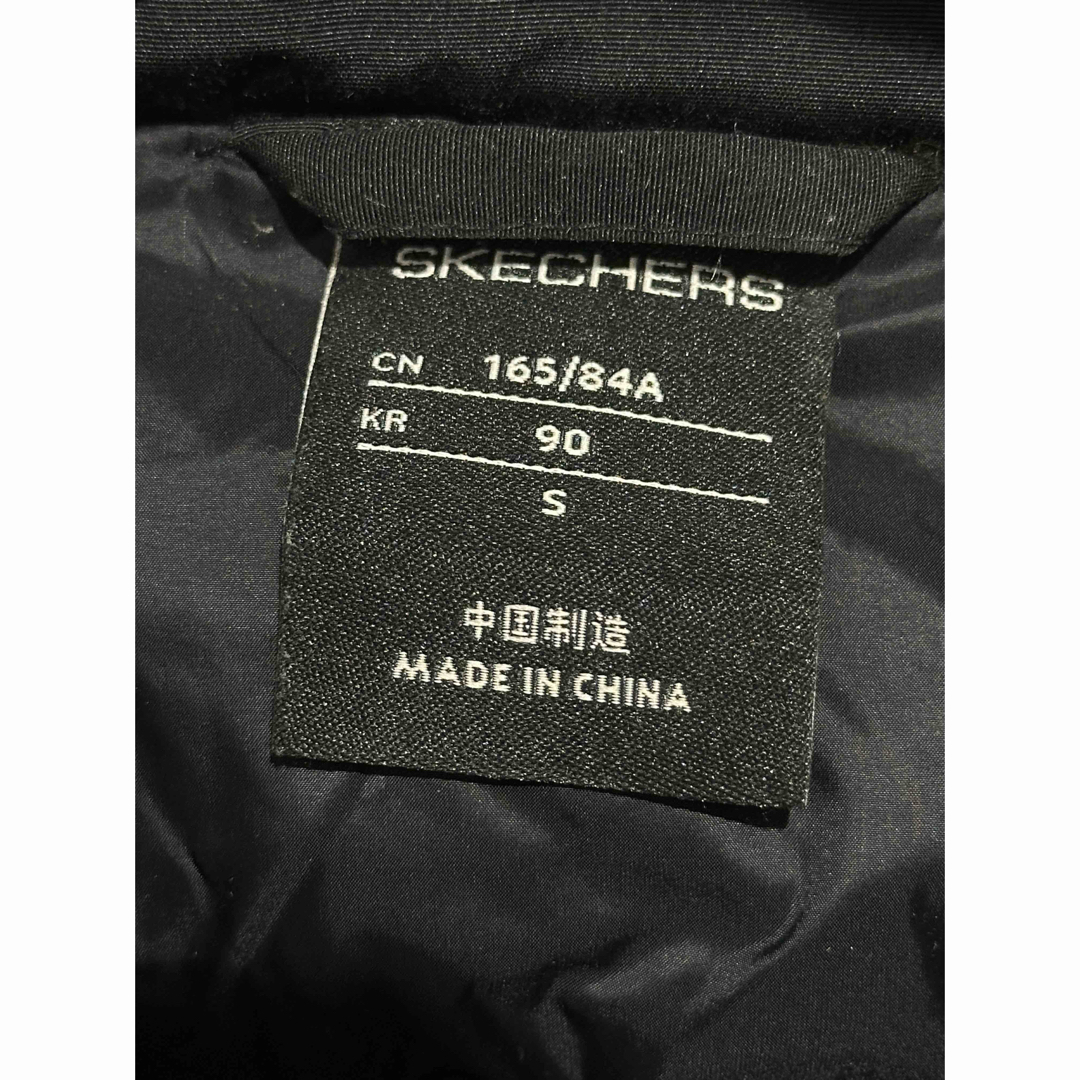 SKECHERS
CN 165/84A
KR 90
S
中国制造
MADE IN CHINA